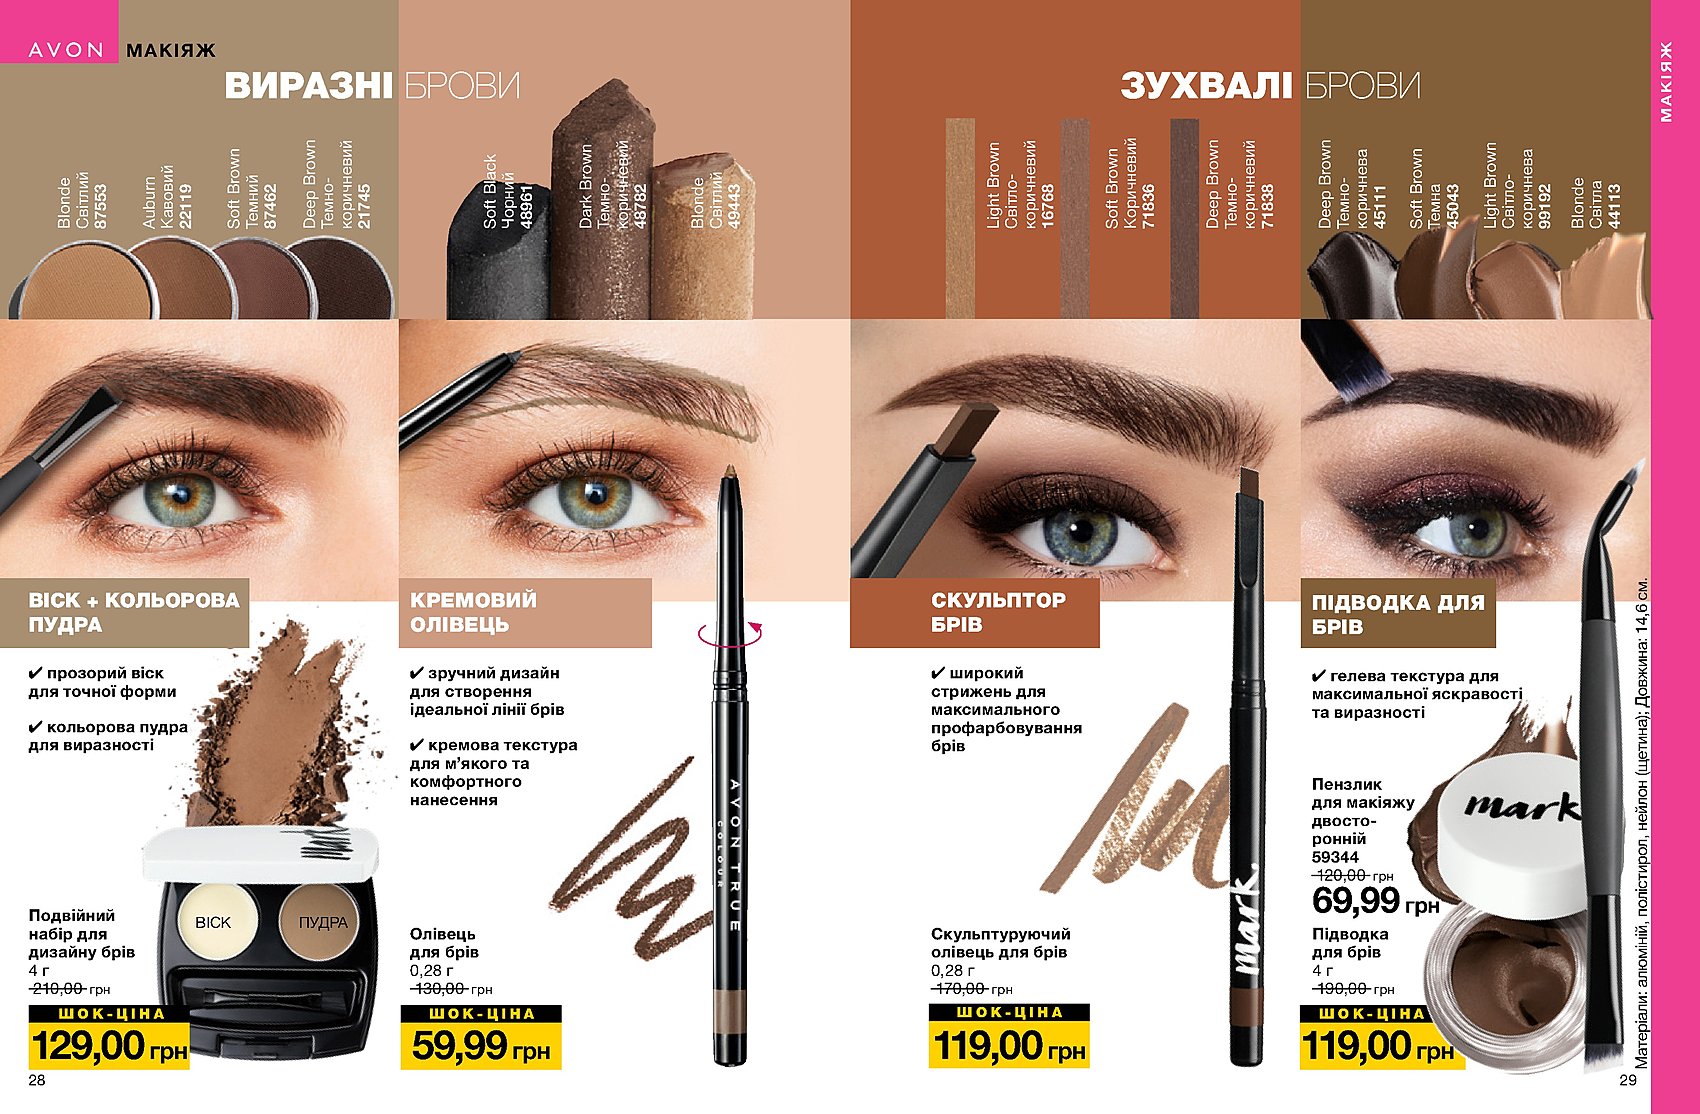 AVON МАКІЯЖ
ВИРАЗНІ БРОВИ
Blonde
Світлий
87553
Auburn
Кавовий
22119
Soft Brown
Темний
87462
Deep Brown
Темно-
коричневий
21745
Soft Black
Чорний
48961
Dark Brown
Темно-
коричневий
48782
Blonde
Світлий
49443
ВІСК + КОЛЬОРОВА
ПУДРА
✔ прозорий віск
для точної форми
✔ кольорова пудра
для виразності
mark.
ВІСК
ПУДРА
Подвійний
набір для
дизайну брів
4 г
210,00 грн
ШОК-ЦІНА
129,00 грн
28
КРЕМОВИЙ
ОЛІВЕЦЬ
✔ зручний дизайн
для створення
ідеальної лінії брів
✔ кремова текстура
для м’якого та
комфортного
нанесення
AVON TRUE
COLOUR
Олівець
для брів
0,28 г
130,00 грн
ШОК-ЦІНА
59,99 грн
МАКІЯЖ
ЗУХВАЛІ БРОВИ
Light Brown
Світло-
коричневий
16768
Soft Brown
Коричневий
71836
Deep Brown
Темно-
коричневий
71838
Deep Brown
Темно-
коричнева
45111
Soft Brown
Темна
45043
Light Brown
Світло-
коричнева
99192
Blonde
Світла
44113
СКУЛЬПТОР
БРІВ
✔ широкий
стрижень для
максимального
профарбовування
брів
mark.
Скульптуруючий
олівець для брів
0,28 г
170,00 грн
ШОК-ЦІНА
119,00 грн
ПІДВОДКА ДЛЯ
БРІВ
✔ гелева текстура для
максимальної яскравості
та виразності
Пензлик
для макіяжу
двосто-
ронній
59344
120,00 грн
69,99 грн
mark.
Підводка
для брів
4 г
190,00 грн
ШОК-ЦІНА
119,00 грн
Матеріали: алюміній, полістирол, нейлон (щетина); Довжина: 14,6 см.
29